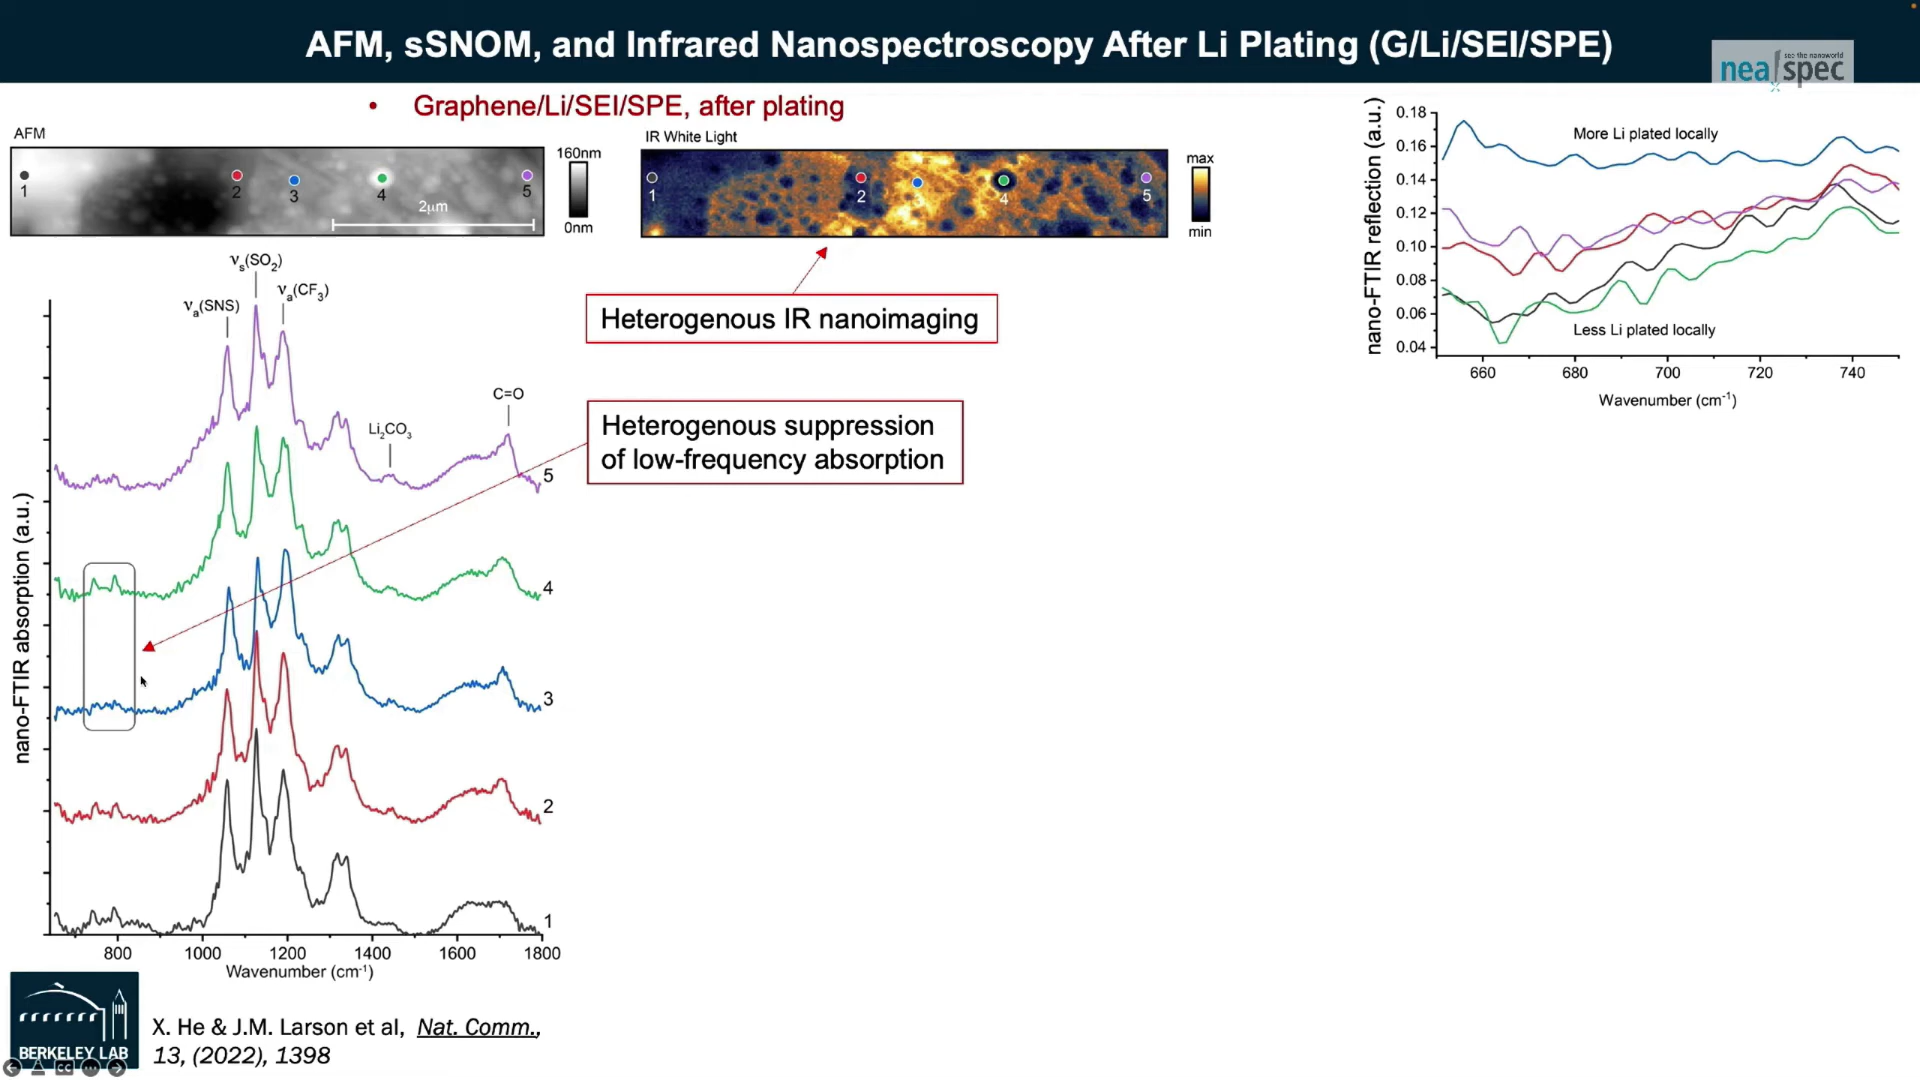 AFM, sSNOM, and Infrared Nanospectroscopy After Li Plating (G/Li/SEI/SPE)
see the nanoworld
neaspec
• Graphene/Li/SEI/SPE, after plating
AFM
1
2
3
4
5
2μm
160nm
0nm
IR White Light
1
2
3
4
5
max
min
Heterogenous IR nanoimaging
Heterogenous suppression
of low-frequency absorption
νs(SO2)
νa(CF3)
νa(SNS)
Li2CO3
C=O
5
4
3
2
1
nano-FTIR absorption (a.u.)
800 1000 1200 1400 1600 1800
Wavenumber (cm-1)
nano-FTIR reflection (a.u.)
0.18
0.16
0.14
0.12
0.10
0.08
0.06
0.04
More Li plated locally
Less Li plated locally
660 680 700 720 740
Wavenumber (cm-1)
BERKELEY LAB
X. He & J.M. Larson et al, Nat. Comm.,
13, (2022), 1398
CC